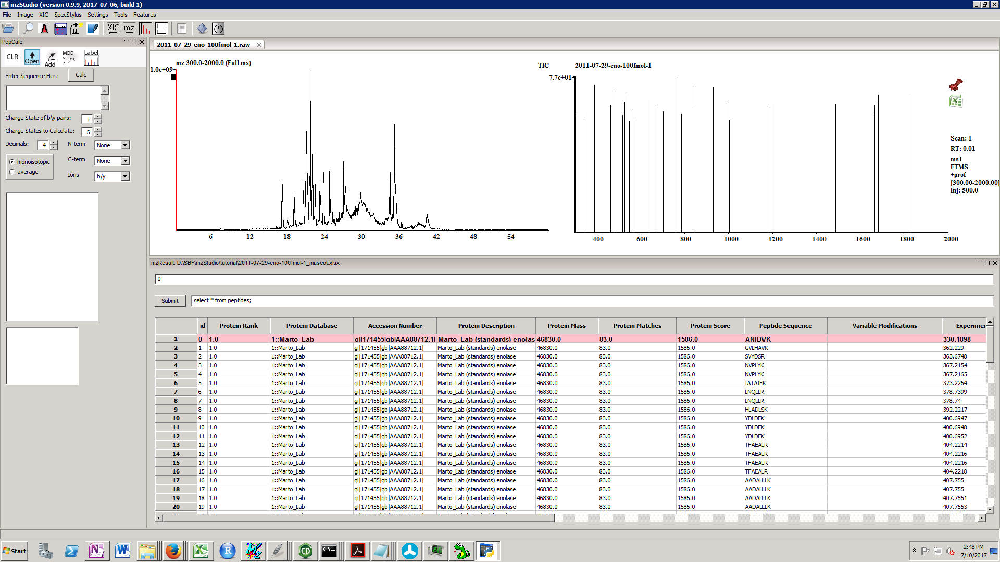 mzStudio (version 0.9.9, 2017-07-06, build 1)
File Image XIC SpecStylus Settings Tools Features
XIC mz
PepCalc
CLR Open Add MOD Label
Enter Sequence Here Calc
Charge State of b\y pairs: 1
Charge States to Calculate: 6
Decimals: 4 N-term None
monoisotopic C-term None
average Ions b/y
2011-07-29-eno-100fmol-1.raw
mz 300.0-2000.0 (Full ms)
1.0e+09
6 12 18 24 30 36 42 48 54
TIC 2011-07-29-eno-100fmol-1
7.7e+01
400 600 800 1000 1200 1400 1600 1800 2000
Scan: 1
RT: 0.01
ms1
FTMS
+prof
[300.00-2000.00]
Inj: 500.0
mzResult: D:\SBF\mzStudio\tutorial\2011-07-29-eno-100fmol-1_mascot.xlsx
0
Submit select * from peptides;
id Protein Rank Protein Database Accession Number Protein Description Protein Mass Protein Matches Protein Score Peptide Sequence Variable Modifications Experimen
1 0 1.0 1::Marto_Lab gi|171455|gb|AAA88712.1| Marto_Lab (standards) enolas 46830.0 83.0 1586.0 ANIDVK 330.1898
2 1 1.0 1::Marto_Lab gi|171455|gb|AAA88712.1| Marto_Lab (standards) enolase 46830.0 83.0 1586.0 GVLHAVK 362.229
3 2 1.0 1::Marto_Lab gi|171455|gb|AAA88712.1| Marto_Lab (standards) enolase 46830.0 83.0 1586.0 SVYDSR 363.6748
4 3 1.0 1::Marto_Lab gi|171455|gb|AAA88712.1| Marto_Lab (standards) enolase 46830.0 83.0 1586.0 NVPLYK 367.2154
5 4 1.0 1::Marto_Lab gi|171455|gb|AAA88712.1| Marto_Lab (standards) enolase 46830.0 83.0 1586.0 NVPLYK 367.2165
6 5 1.0 1::Marto_Lab gi|171455|gb|AAA88712.1| Marto_Lab (standards) enolase 46830.0 83.0 1586.0 IATAIEK 373.2264
7 6 1.0 1::Marto_Lab gi|171455|gb|AAA88712.1| Marto_Lab (standards) enolase 46830.0 83.0 1586.0 LNQLLR 378.7399
8 7 1.0 1::Marto_Lab gi|171455|gb|AAA88712.1| Marto_Lab (standards) enolase 46830.0 83.0 1586.0 LNQLLR 378.74
9 8 1.0 1::Marto_Lab gi|171455|gb|AAA88712.1| Marto_Lab (standards) enolase 46830.0 83.0 1586.0 HLADLSK 392.2217
10 9 1.0 1::Marto_Lab gi|171455|gb|AAA88712.1| Marto_Lab (standards) enolase 46830.0 83.0 1586.0 YDLDFK 400.6947
11 10 1.0 1::Marto_Lab gi|171455|gb|AAA88712.1| Marto_Lab (standards) enolase 46830.0 83.0 1586.0 YDLDFK 400.6948
12 11 1.0 1::Marto_Lab gi|171455|gb|AAA88712.1| Marto_Lab (standards) enolase 46830.0 83.0 1586.0 YDLDFK 400.6952
13 12 1.0 1::Marto_Lab gi|171455|gb|AAA88712.1| Marto_Lab (standards) enolase 46830.0 83.0 1586.0 TFAEALR 404.2214
14 13 1.0 1::Marto_Lab gi|171455|gb|AAA88712.1| Marto_Lab (standards) enolase 46830.0 83.0 1586.0 TFAEALR 404.2216
15 14 1.0 1::Marto_Lab gi|171455|gb|AAA88712.1| Marto_Lab (standards) enolase 46830.0 83.0 1586.0 TFAEALR 404.2216
16 15 1.0 1::Marto_Lab gi|171455|gb|AAA88712.1| Marto_Lab (standards) enolase 46830.0 83.0 1586.0 TFAEALR 404.2218
17 16 1.0 1::Marto_Lab gi|171455|gb|AAA88712.1| Marto_Lab (standards) enolase 46830.0 83.0 1586.0 AADALLLK 407.755
18 17 1.0 1::Marto_Lab gi|171455|gb|AAA88712.1| Marto_Lab (standards) enolase 46830.0 83.0 1586.0 AADALLLK 407.755
19 18 1.0 1::Marto_Lab gi|171455|gb|AAA88712.1| Marto_Lab (standards) enolase 46830.0 83.0 1586.0 AADALLLK 407.7551
20 19 1.0 1::Marto_Lab gi|171455|gb|AAA88712.1| Marto_Lab (standards) enolase 46830.0 83.0 1586.0 AADALLLK 407.7553
Start
2:48 PM
7/10/2017